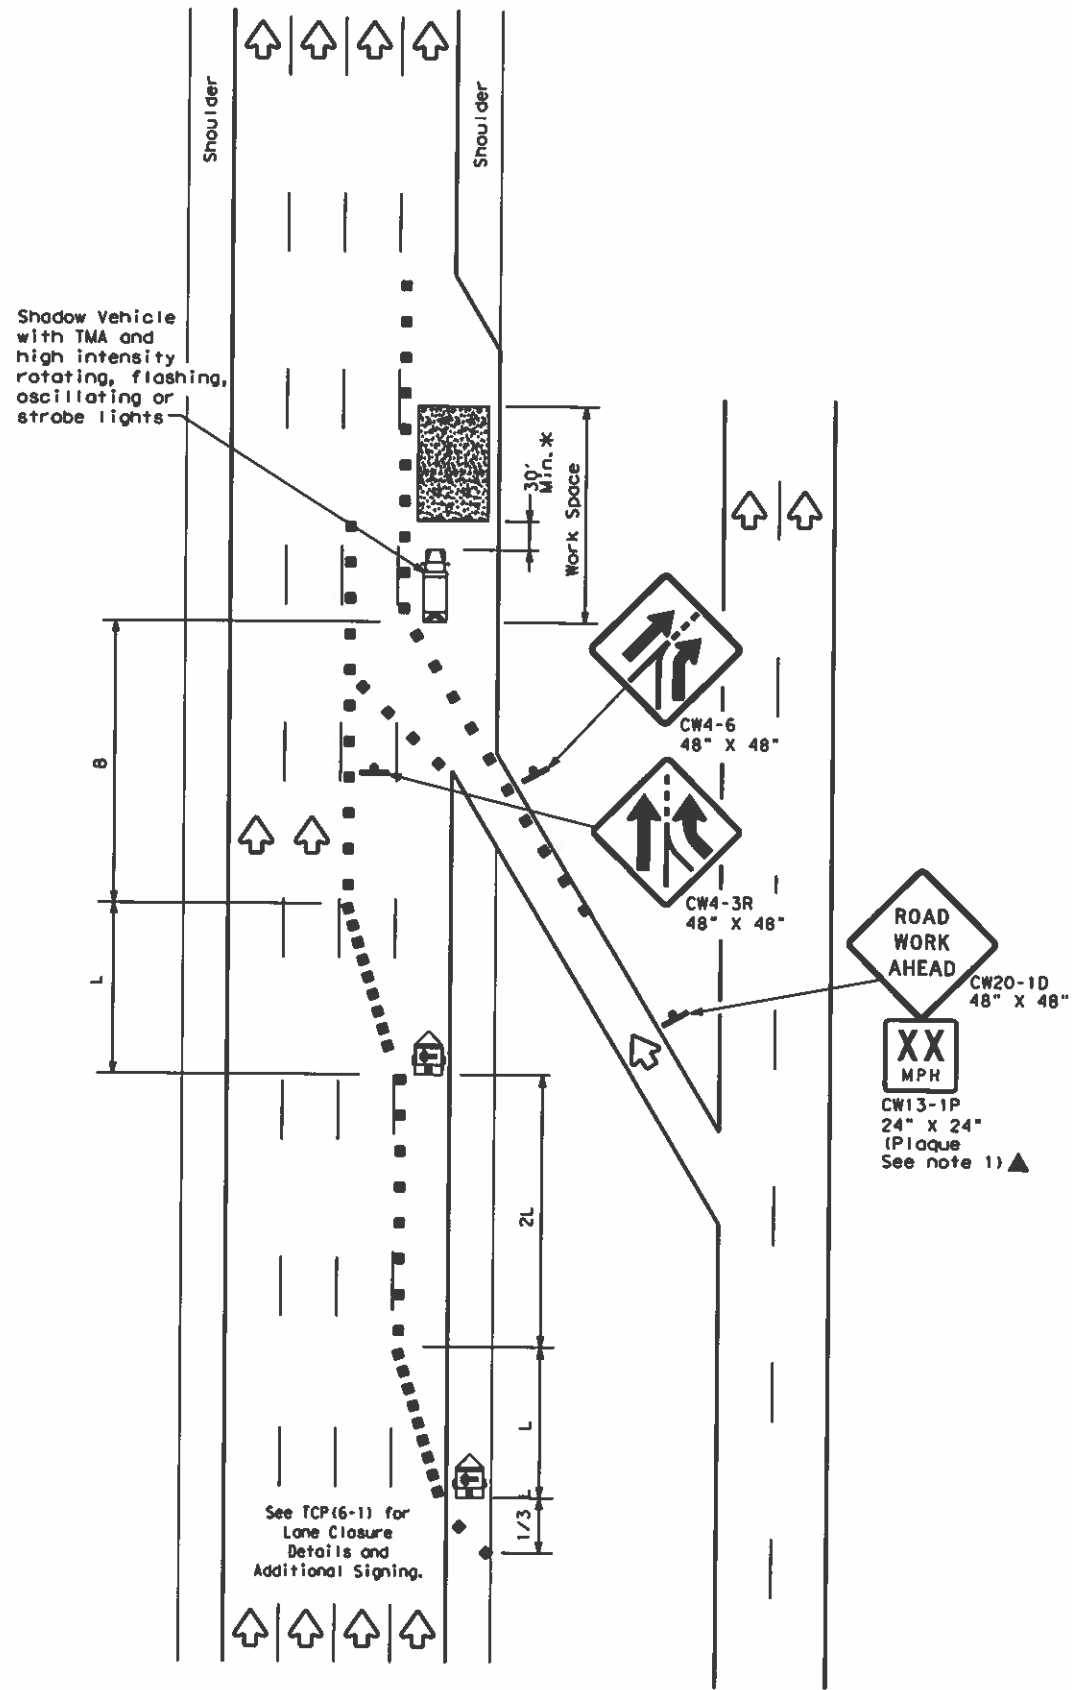 Shoulder
Shoulder
Shadow Vehicle
with TMA and
high intensity
rotating, flashing,
oscillating or
strobe lights
30'
Min.*
Work Space
CW4-6
48" X 48"
B
CW4-3R
48" X 48"
ROAD
WORK
AHEAD
CW20-1D
48" X 48"
XX
MPH
CW13-1P
24" X 24"
(Plaque
See note 1)▲
L
2L
L
1/3 L
See TCP(6-1) for
Lane Closure
Details and
Additional Signing.